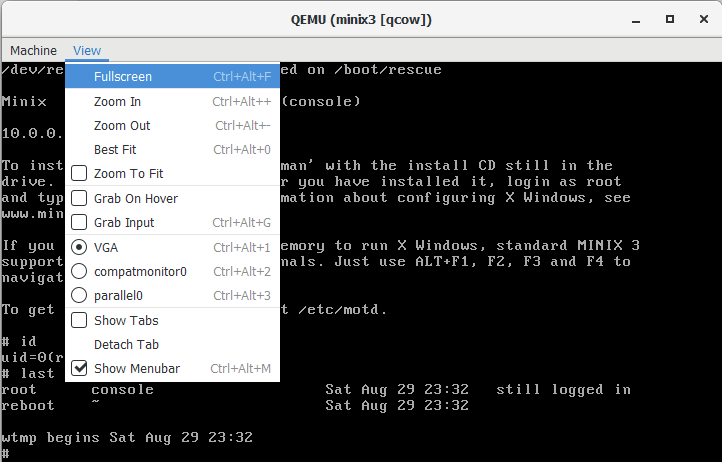 QEMU (minix3 [qcow])
Machine View
/dev/re ed on /boot/rescue
Fullscreen Ctrl+Alt+F
Minix (console)
Zoom In Ctrl+Alt++
Zoom Out Ctrl+Alt+-
10.0.0.
Best Fit Ctrl+Alt+0
To inst man' with the install CD still in the
Zoom To Fit
drive. r you have installed it, login as root
Grab On Hover
and typ mation about configuring X Windows, see
www.min
Grab Input Ctrl+Alt+G
If you emory to run X Windows, standard MINIX 3
VGA Ctrl+Alt+1
support nals. Just use ALT+F1, F2, F3 and F4 to
compatmonitor0 Ctrl+Alt+2
navigat
parallel0 Ctrl+Alt+3
To get t /etc/motd.
Show Tabs
# id
Detach Tab
uid=0(r
Show Menubar Ctrl+Alt+M
# last
root console Sat Aug 29 23:32 still logged in
reboot ~ Sat Aug 29 23:32
wtmp begins Sat Aug 29 23:32
#